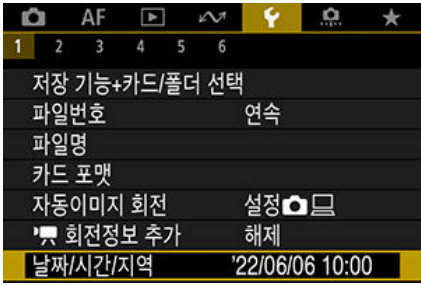 AF
1 2 3 4 5 6
저장 기능+카드/폴더 선택
파일번호 연속
파일명
카드 포맷
자동이미지 회전 설정
회전정보 추가 해제
날짜/시간/지역 '22/06/06 10:00